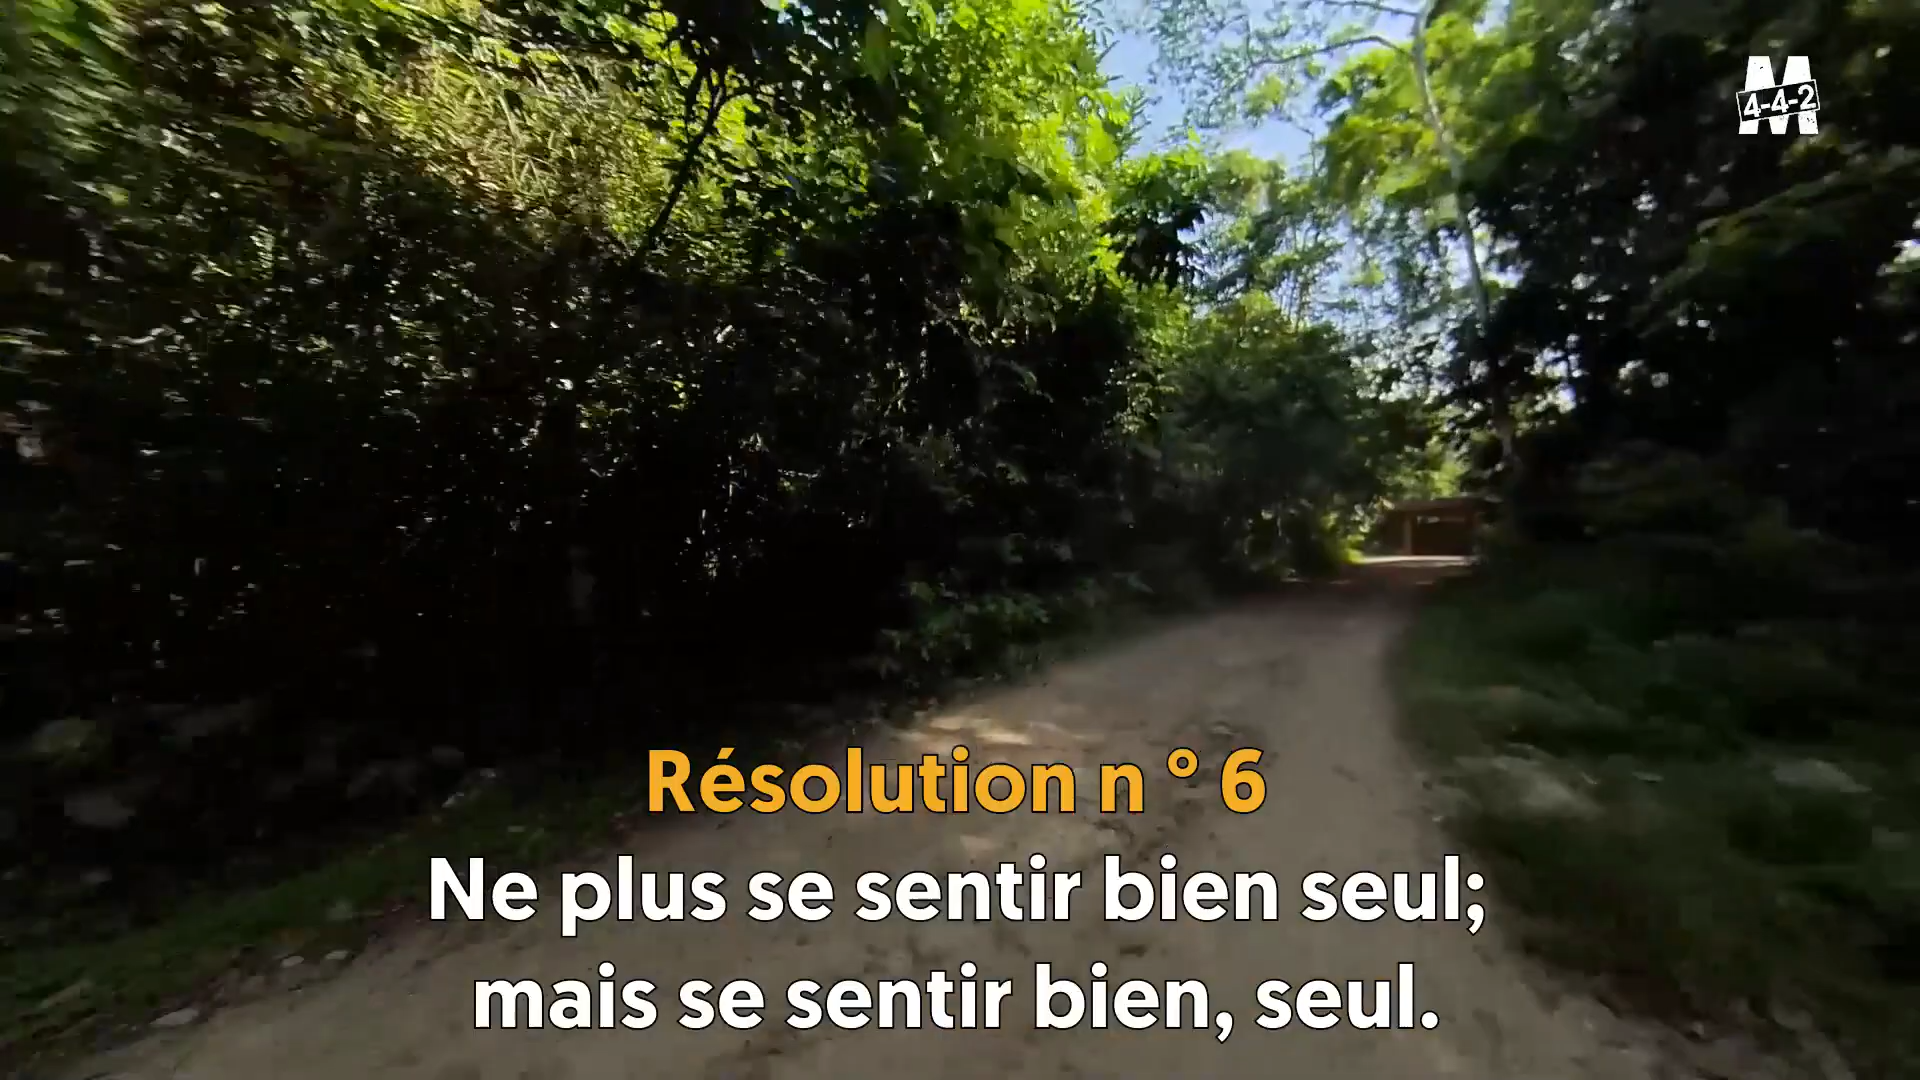 M
4-4-2
Résolution n ° 6
Ne plus se sentir bien seul;
mais se sentir bien, seul.